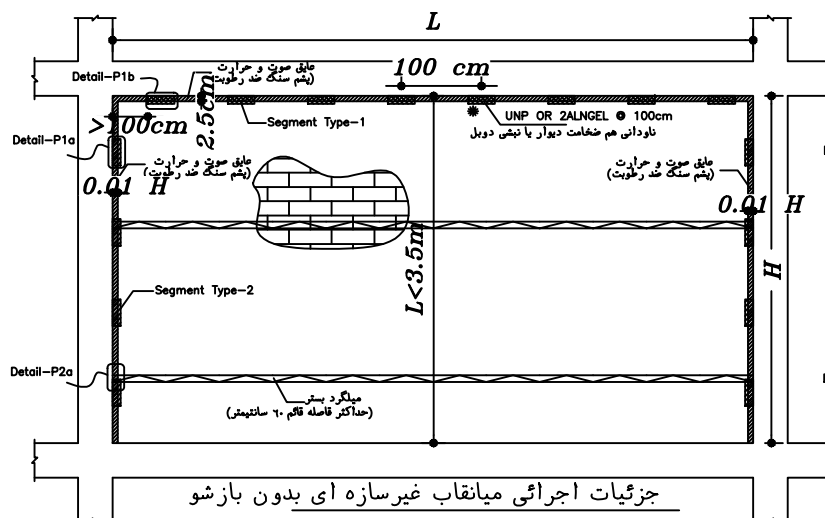 L
عایق صوت و حرارت
(پشم سنگ ضد رطوبت)
100 cm
Detail-P1b
2.5cm
Segment Type-1
UNP OR 2ALNGEL @ 100cm
ناودانی هم ضخامت دیوار یا نبشی دوبل
>100cm
Detail-P1a
عایق صوت و حرارت
(پشم سنگ ضد رطوبت)
عایق صوت و حرارت
(پشم سنگ ضد رطوبت)
0.01 H
0.01 H
L<3.5m
H
Segment Type-2
Detail-P2a
میلگرد بستر
(حداکثر فاصله قائم ٦٠ سانتیمتر)
جزئیات اجرائی میانقاب غیرسازه ای بدون بازشو